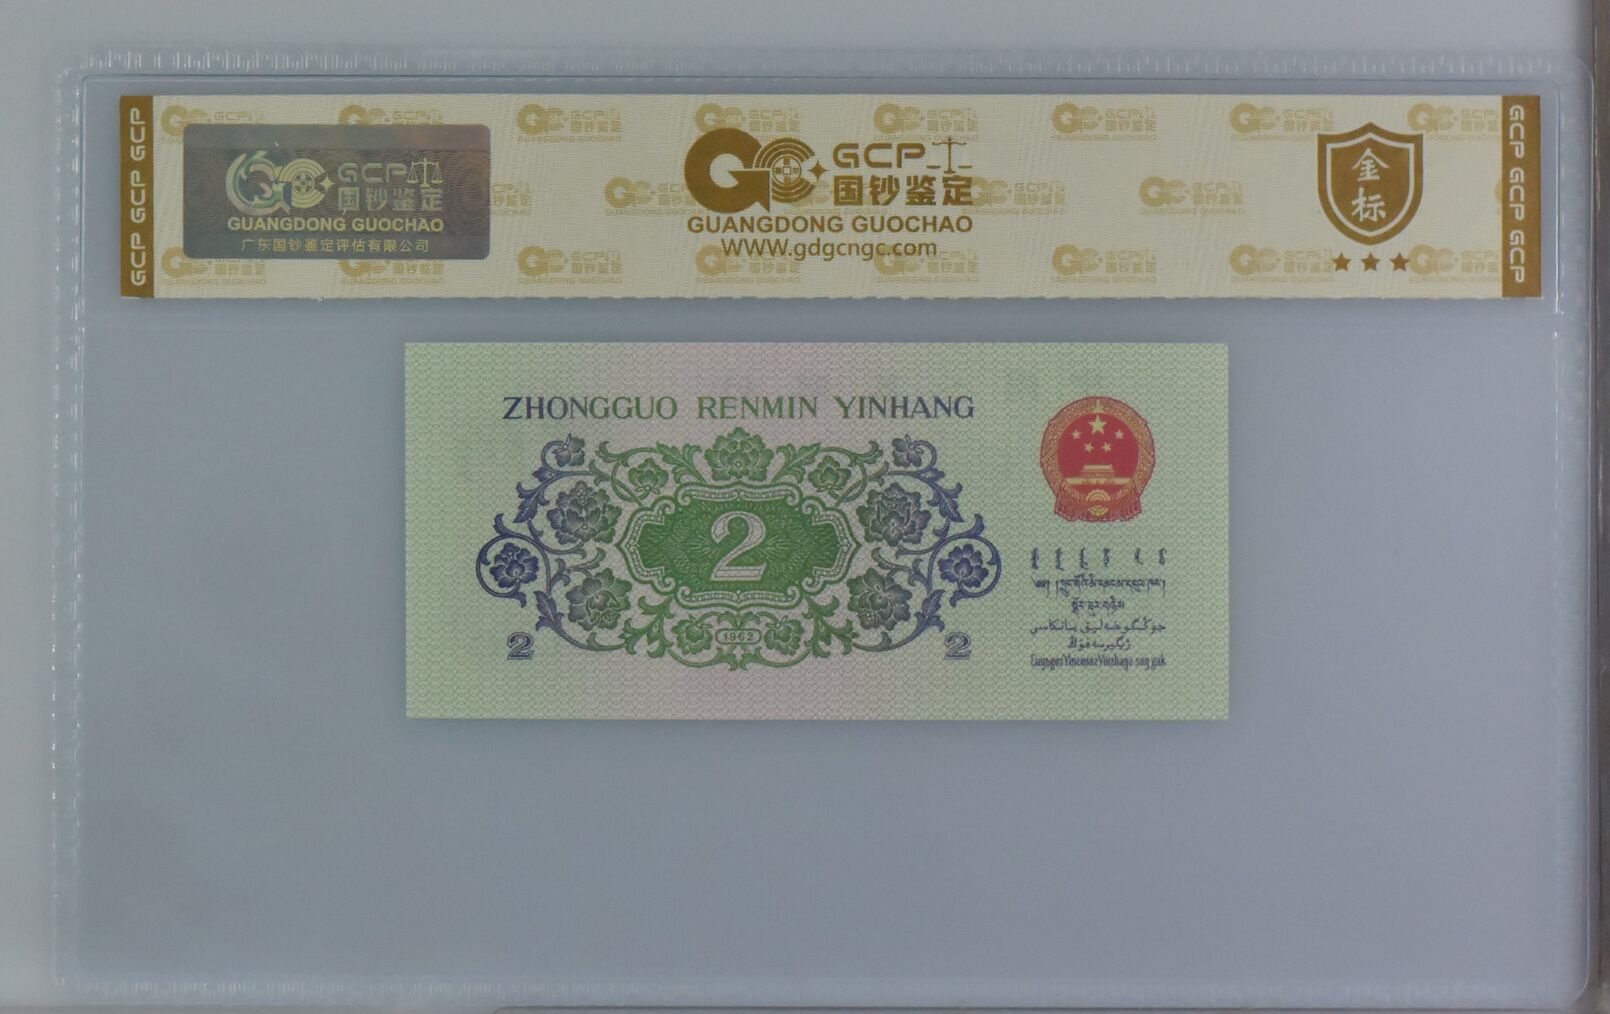 GCP GCP GCP
GCP
国钞鉴定
GUANGDONG GUOCHAO
广东国钞鉴定评估有限公司
GCP
国钞鉴定
GUANGDONG GUOCHAO
WWW.gdgcngc.com
金
标
GCP GCP GCP
ZHONGGUO RENMIN YINHANG
2
1962
2
2